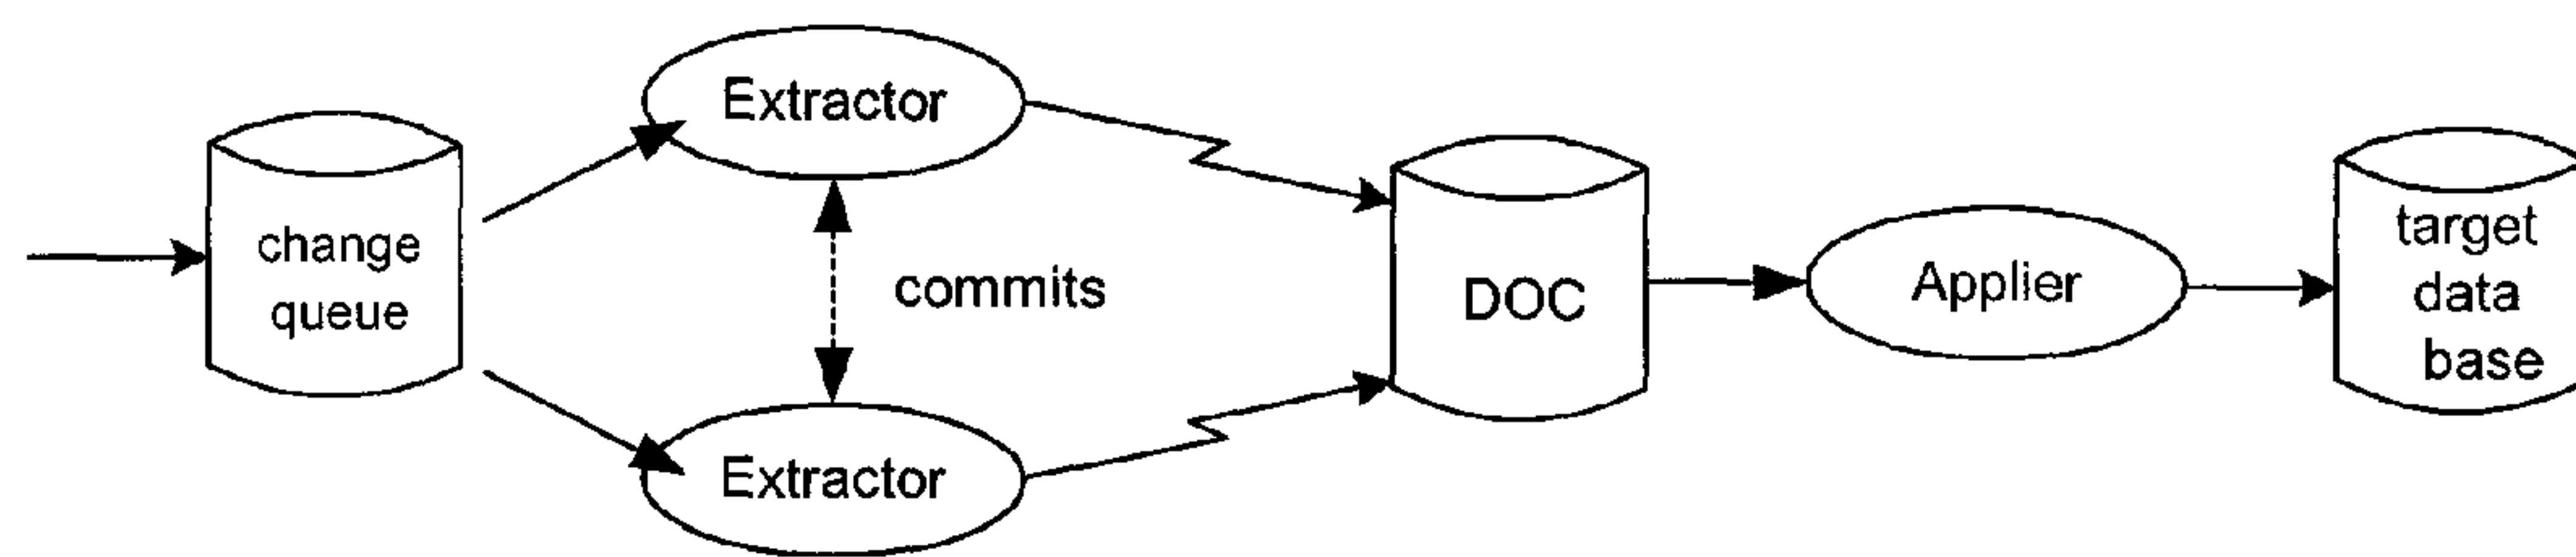 Extractor
change
queue
commits
Extractor
DOC
Applier
target
data
base